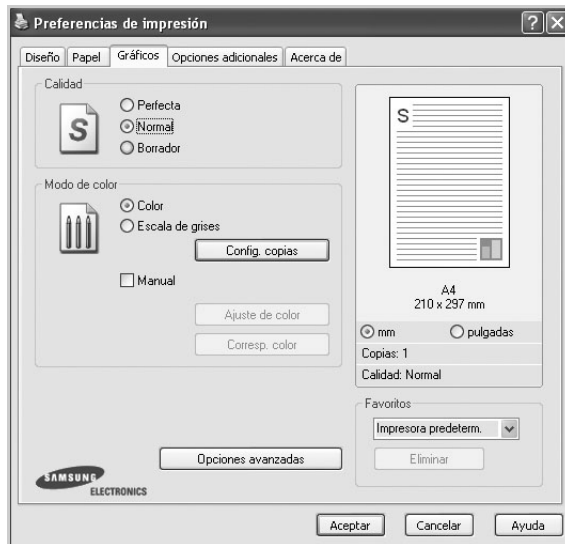 Preferencias de impresión
Diseño
Papel
Gráficos
Opciones adicionales
Acerca de
Calidad
S
Perfecta
Normal
Borrador
Modo de color
Color
Escala de grises
Config. copias
Manual
Ajuste de color
Corresp. color
Opciones avanzadas
SAMSUNG
ELECTRONICS
S
A4
210 x 297 mm
mm
pulgadas
Copias: 1
Calidad: Normal
Favoritos
Impresora predeterm.
Eliminar
Aceptar
Cancelar
Ayuda